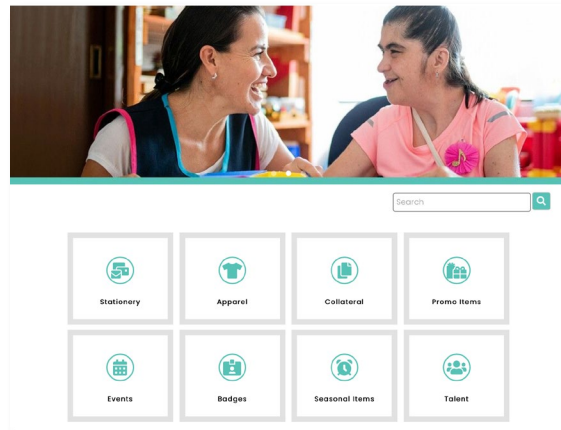 Search
Stationery
Apparel
Collateral
Promo Items
Events
Badges
Seasonal Items
Talent